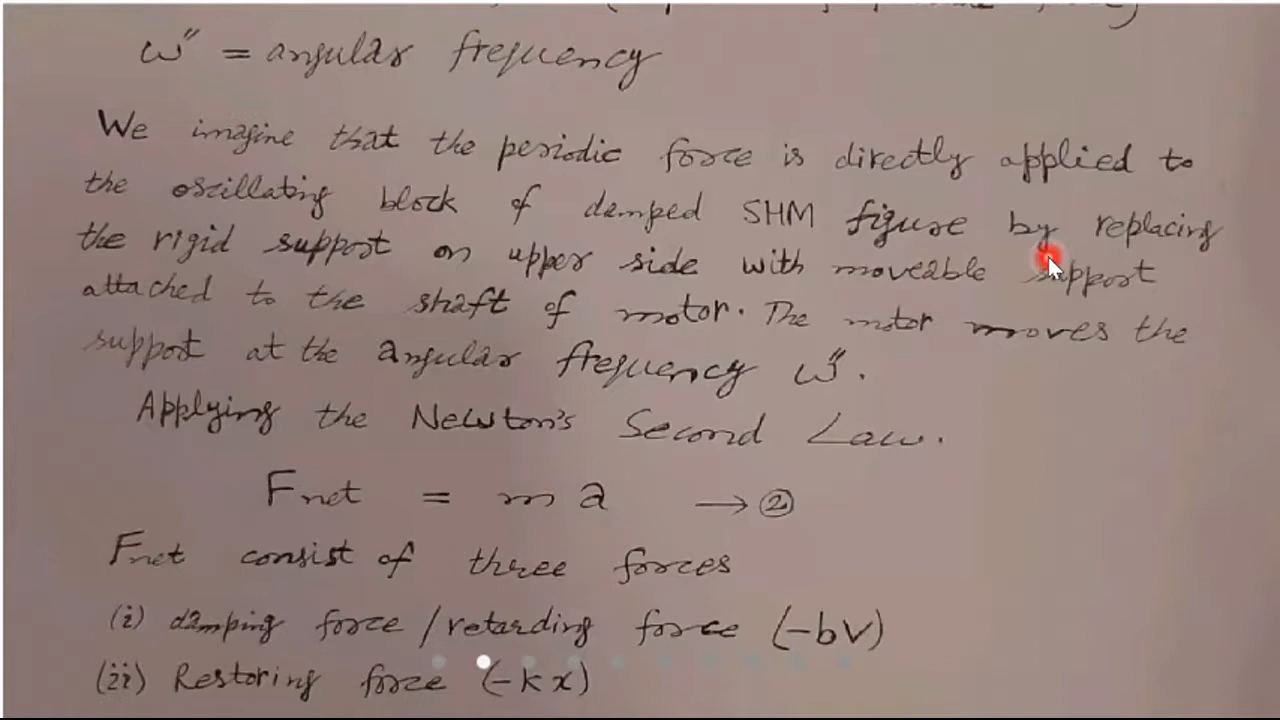 ω" = angular frequency
We imagine that the periodic force is directly applied to
the oscillating block of damped SHM figure by replacing
the rigid support on upper side with moveable support
attached to the shaft of motor. The motor moves the
support at the angular frequency ω".
Applying the Newton's Second Law.
Fnet = ma → ②
Fnet consist of three forces
(i) damping force / retarding force (-bv)
(ii) Restoring force (-kx)